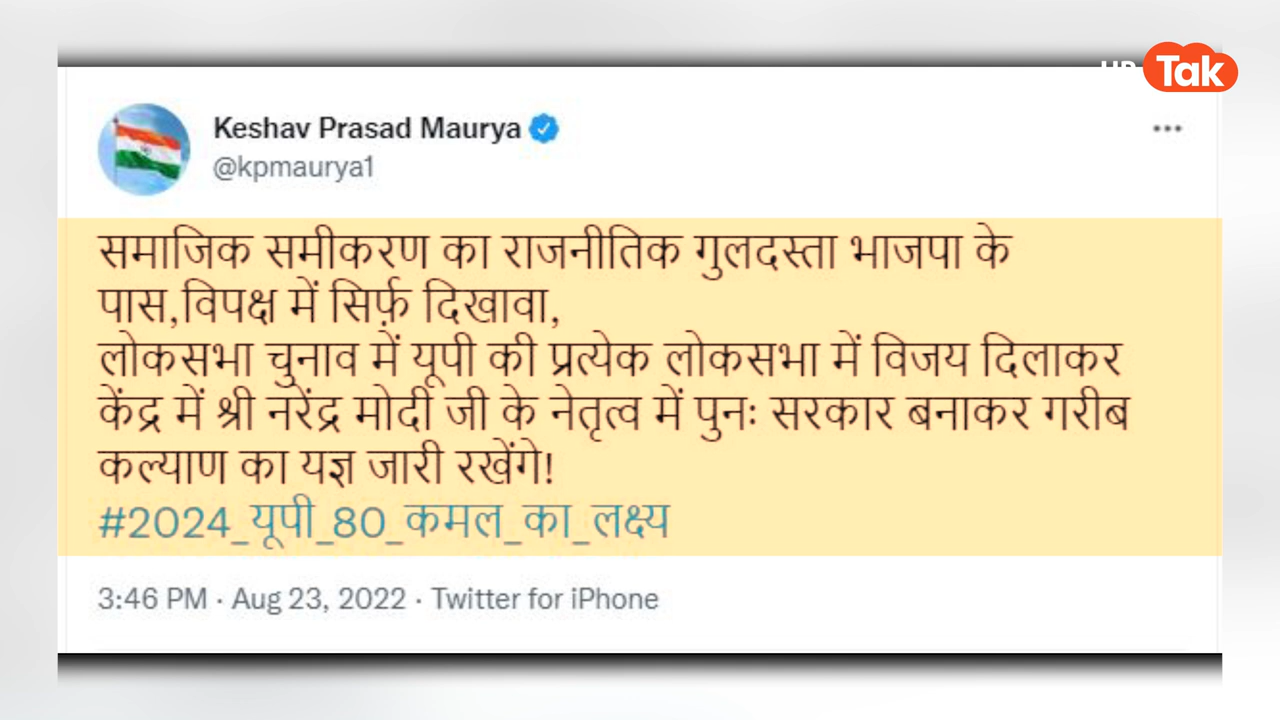 Tak
Keshav Prasad Maurya
@kpmaurya1
समाजिक समीकरण का राजनीतिक गुलदस्ता भाजपा के
पास,विपक्ष में सिर्फ़ दिखावा,
लोकसभा चुनाव में यूपी की प्रत्येक लोकसभा में विजय दिलाकर
केंद्र में श्री नरेंद्र मोदी जी के नेतृत्व में पुनः सरकार बनाकर गरीब
कल्याण का यज्ञ जारी रखेंगे!
#2024_यूपी_80_कमल_का_लक्ष्य
3:46 PM · Aug 23, 2022 · Twitter for iPhone